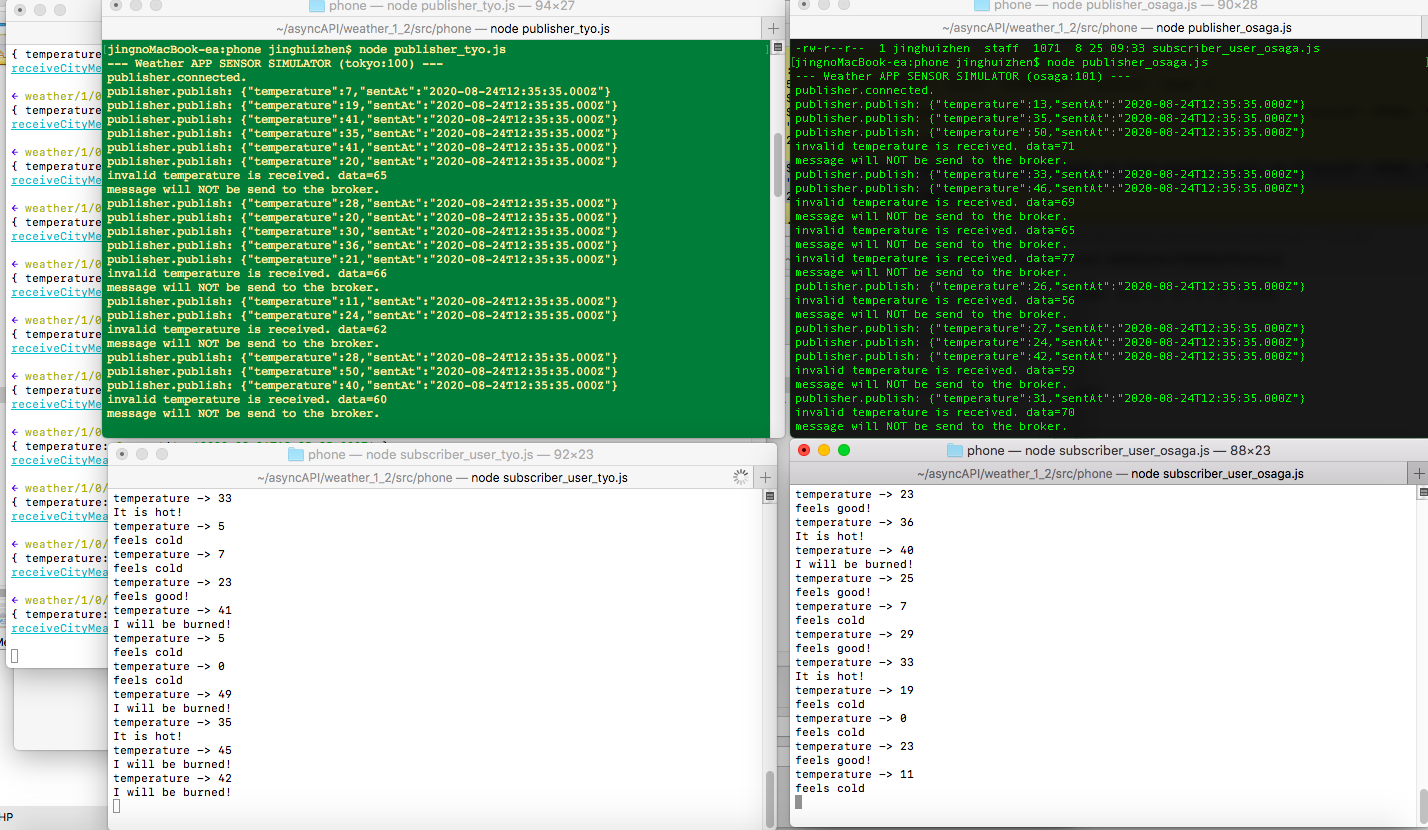 phone — node publisher_tyo.js — 94×27
~/asyncAPI/weather_1_2/src/phone — node publisher_tyo.js
[jingnoMacBook-ea:phone jinghuizhen$ node publisher_tyo.js ]
--- Weather APP SENSOR SIMULATOR (tokyo:100) ---
publisher.connected.
publisher.publish: {"temperature":7,"sentAt":"2020-08-24T12:35:35.000Z"}
publisher.publish: {"temperature":19,"sentAt":"2020-08-24T12:35:35.000Z"}
publisher.publish: {"temperature":41,"sentAt":"2020-08-24T12:35:35.000Z"}
publisher.publish: {"temperature":35,"sentAt":"2020-08-24T12:35:35.000Z"}
publisher.publish: {"temperature":41,"sentAt":"2020-08-24T12:35:35.000Z"}
publisher.publish: {"temperature":20,"sentAt":"2020-08-24T12:35:35.000Z"}
invalid temperature is received. data=65
message will NOT be send to the broker.
publisher.publish: {"temperature":28,"sentAt":"2020-08-24T12:35:35.000Z"}
publisher.publish: {"temperature":20,"sentAt":"2020-08-24T12:35:35.000Z"}
publisher.publish: {"temperature":30,"sentAt":"2020-08-24T12:35:35.000Z"}
publisher.publish: {"temperature":36,"sentAt":"2020-08-24T12:35:35.000Z"}
publisher.publish: {"temperature":21,"sentAt":"2020-08-24T12:35:35.000Z"}
invalid temperature is received. data=66
message will NOT be send to the broker.
publisher.publish: {"temperature":11,"sentAt":"2020-08-24T12:35:35.000Z"}
publisher.publish: {"temperature":24,"sentAt":"2020-08-24T12:35:35.000Z"}
invalid temperature is received. data=62
message will NOT be send to the broker.
publisher.publish: {"temperature":28,"sentAt":"2020-08-24T12:35:35.000Z"}
publisher.publish: {"temperature":50,"sentAt":"2020-08-24T12:35:35.000Z"}
publisher.publish: {"temperature":40,"sentAt":"2020-08-24T12:35:35.000Z"}
invalid temperature is received. data=60
message will NOT be send to the broker.
phone — node publisher_osaga.js — 90×28
~/asyncAPI/weather_1_2/src/phone — node publisher_osaga.js
-rw-r--r--  1 jinghuizhen  staff  1071  8 25 09:33 subscriber_user_osaga.js
[jingnoMacBook-ea:phone jinghuizhen$ node publisher_osaga.js ]
--- Weather APP SENSOR SIMULATOR (osaga:101) ---
publisher.connected.
publisher.publish: {"temperature":13,"sentAt":"2020-08-24T12:35:35.000Z"}
publisher.publish: {"temperature":35,"sentAt":"2020-08-24T12:35:35.000Z"}
publisher.publish: {"temperature":50,"sentAt":"2020-08-24T12:35:35.000Z"}
invalid temperature is received. data=71
message will NOT be send to the broker.
publisher.publish: {"temperature":33,"sentAt":"2020-08-24T12:35:35.000Z"}
publisher.publish: {"temperature":46,"sentAt":"2020-08-24T12:35:35.000Z"}
invalid temperature is received. data=69
message will NOT be send to the broker.
invalid temperature is received. data=65
message will NOT be send to the broker.
invalid temperature is received. data=77
message will NOT be send to the broker.
publisher.publish: {"temperature":26,"sentAt":"2020-08-24T12:35:35.000Z"}
invalid temperature is received. data=56
message will NOT be send to the broker.
publisher.publish: {"temperature":27,"sentAt":"2020-08-24T12:35:35.000Z"}
publisher.publish: {"temperature":24,"sentAt":"2020-08-24T12:35:35.000Z"}
publisher.publish: {"temperature":42,"sentAt":"2020-08-24T12:35:35.000Z"}
invalid temperature is received. data=59
message will NOT be send to the broker.
publisher.publish: {"temperature":31,"sentAt":"2020-08-24T12:35:35.000Z"}
invalid temperature is received. data=70
message will NOT be send to the broker.
{ temperature
receiveCityMea
← weather/1/0
{ temperature
receiveCityMea
← weather/1/0
{ temperature
receiveCityMea
← weather/1/0
{ temperature
receiveCityMea
← weather/1/0
{ temperature
receiveCityMea
← weather/1/0
{ temperature
receiveCityMea
← weather/1/0
{ temperature
receiveCityMea
← weather/1/0
{ temperature:
receiveCityMea
← weather/1/0/
{ temperature:
receiveCityMea
← weather/1/0/
{ temperature:
receiveCityMea
← weather/1/0/
{ temperature:
receiveCityMea
HP
phone — node subscriber_user_tyo.js — 92×23
~/asyncAPI/weather_1_2/src/phone — node subscriber_user_tyo.js
temperature -> 33
It is hot!
temperature -> 5
feels cold
temperature -> 7
feels cold
temperature -> 23
feels good!
temperature -> 41
I will be burned!
temperature -> 5
feels cold
temperature -> 0
feels cold
temperature -> 49
I will be burned!
temperature -> 35
It is hot!
temperature -> 45
I will be burned!
temperature -> 42
I will be burned!
phone — node subscriber_user_osaga.js — 88×23
~/asyncAPI/weather_1_2/src/phone — node subscriber_user_osaga.js
temperature -> 23
feels good!
temperature -> 36
It is hot!
temperature -> 40
I will be burned!
temperature -> 25
feels good!
temperature -> 7
feels cold
temperature -> 29
feels good!
temperature -> 33
It is hot!
temperature -> 19
feels cold
temperature -> 0
feels cold
temperature -> 23
feels good!
temperature -> 11
feels cold